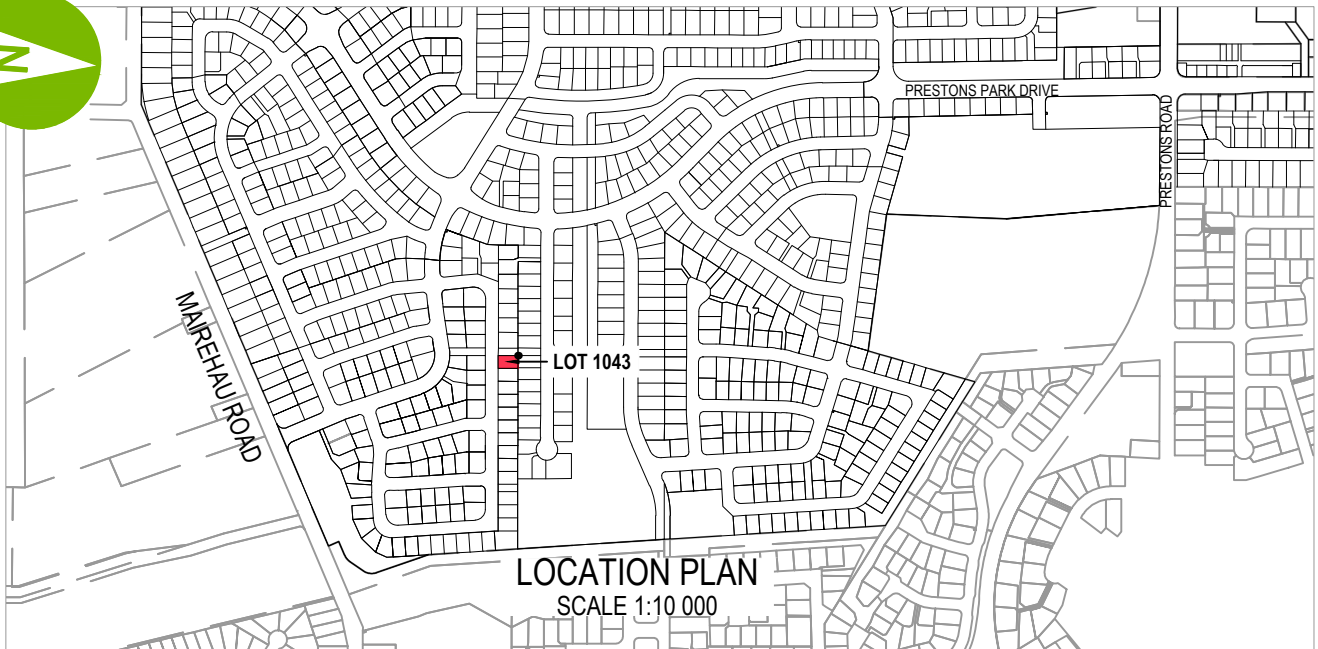 N
PRESTONS PARK DRIVE
PRESTONS ROAD
MAIREHAU ROAD
LOT 1043
LOCATION PLAN
SCALE 1:10 000